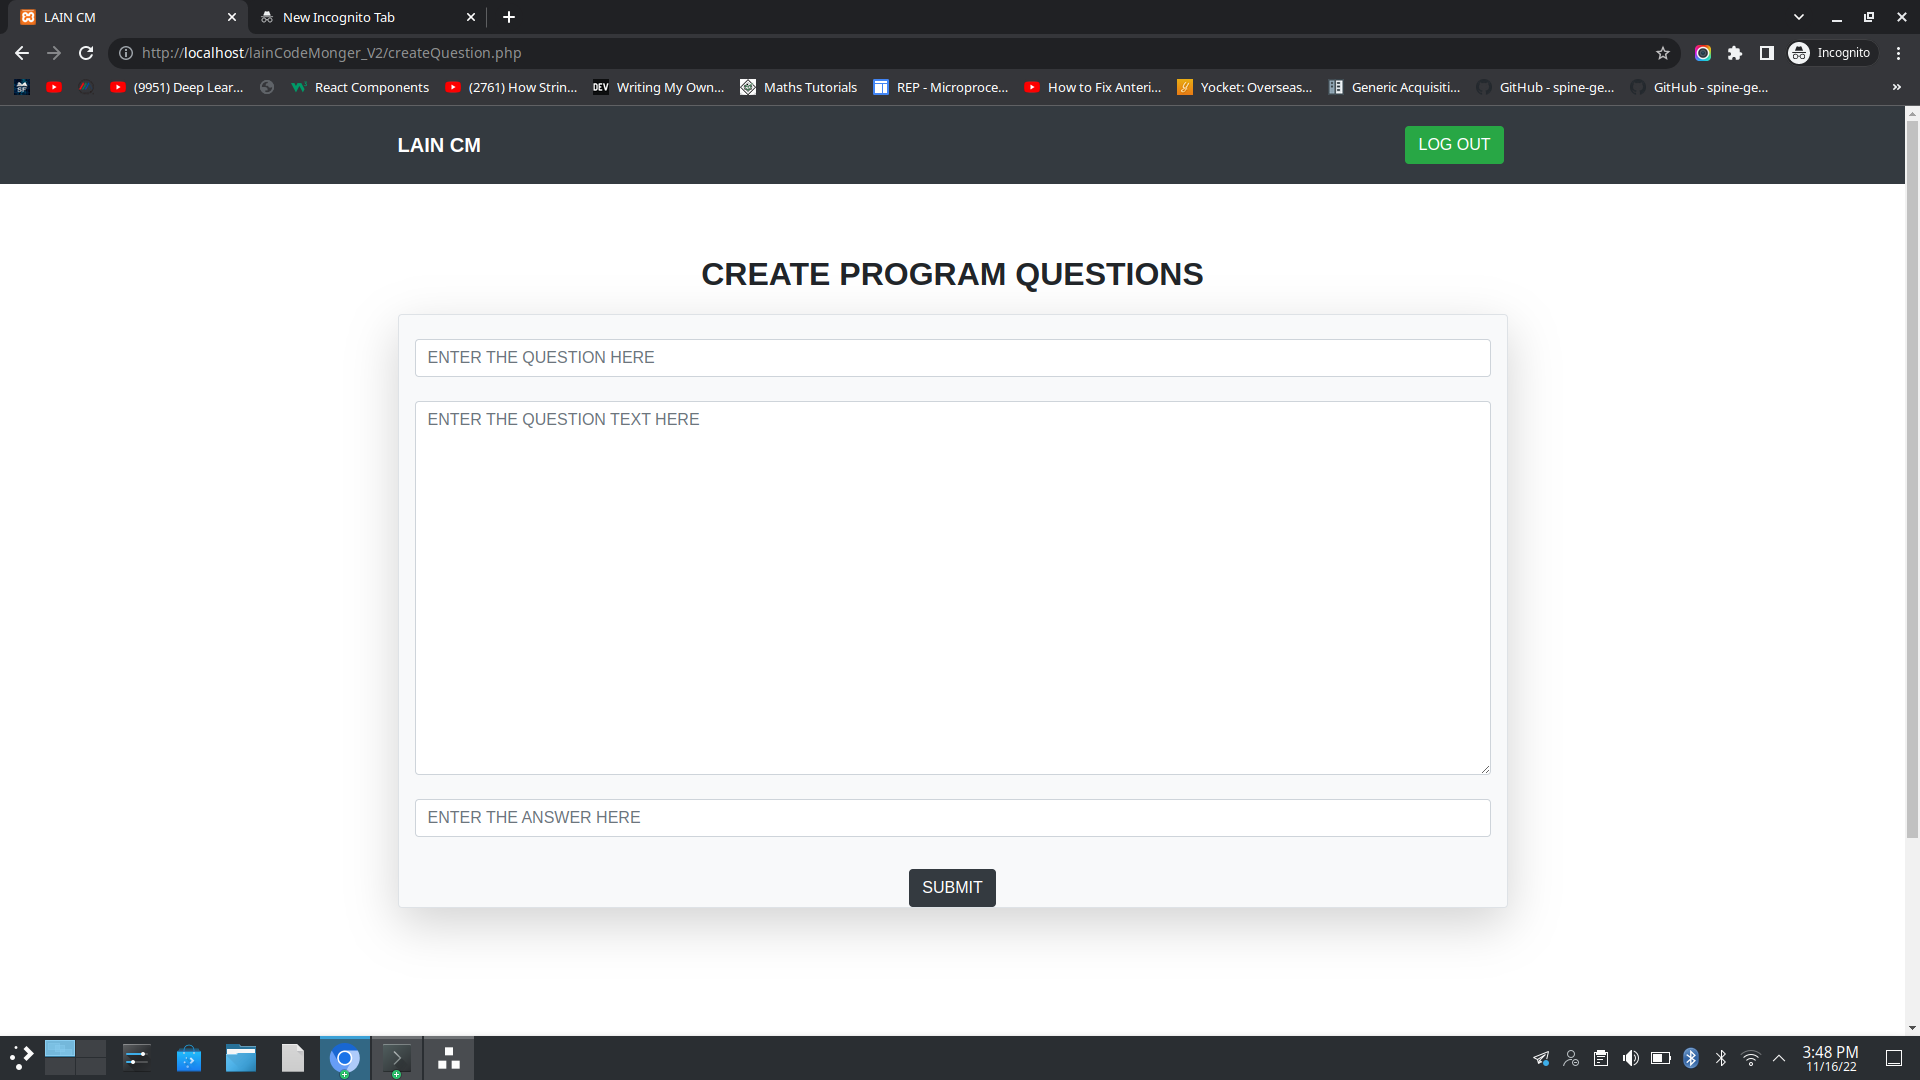 LAIN CM
New Incognito Tab
http://localhost/lainCodeMonger_V2/createQuestion.php
Incognito
(9951) Deep Lear...
React Components
(2761) How Strin...
DEV
Writing My Own...
Maths Tutorials
REP - Microproce...
How to Fix Anteri...
Yocket: Overseas...
Generic Acquisiti...
GitHub - spine-ge...
GitHub - spine-ge...
LAIN CM
LOG OUT
CREATE PROGRAM QUESTIONS
ENTER THE QUESTION HERE
ENTER THE QUESTION TEXT HERE
ENTER THE ANSWER HERE
SUBMIT
3:48 PM
11/16/22